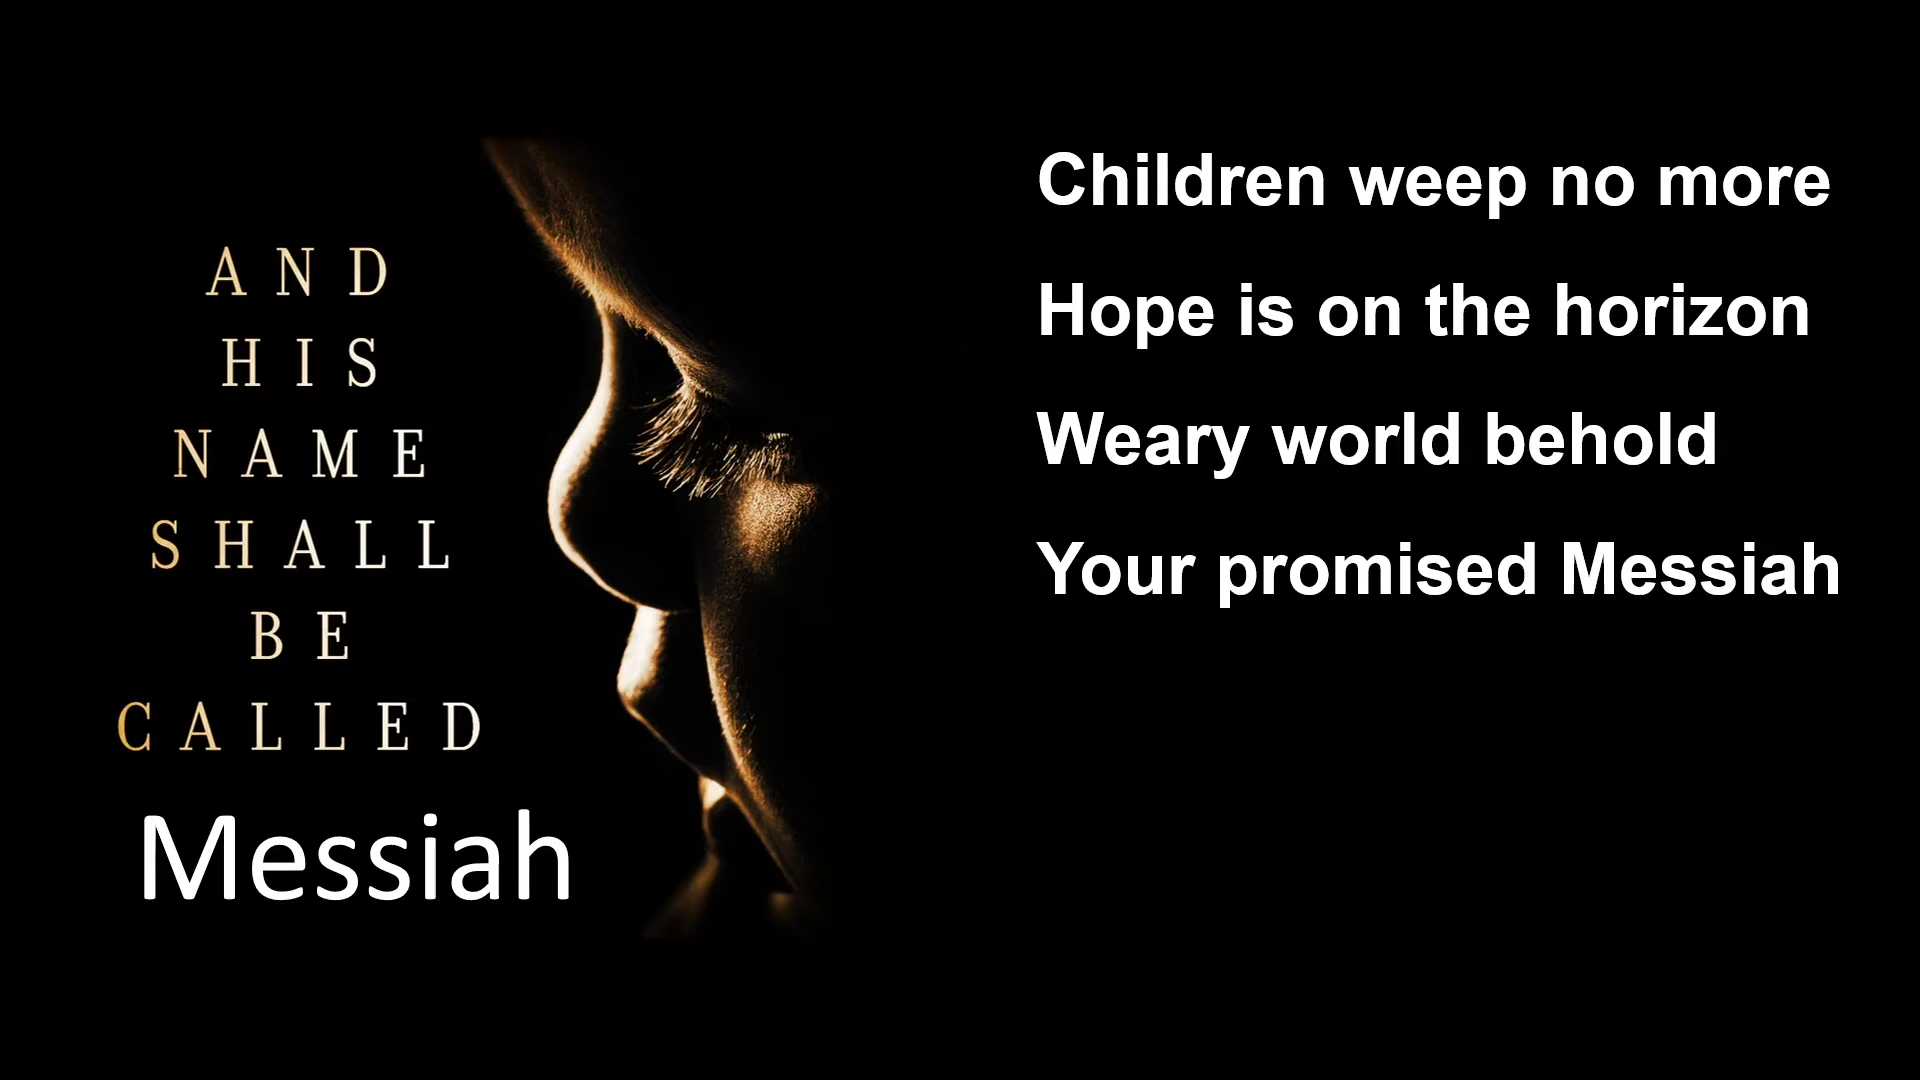 AND
HIS
NAME
SHALL
BE
CALLED
Messiah
Children weep no more
Hope is on the horizon
Weary world behold
Your promised Messiah